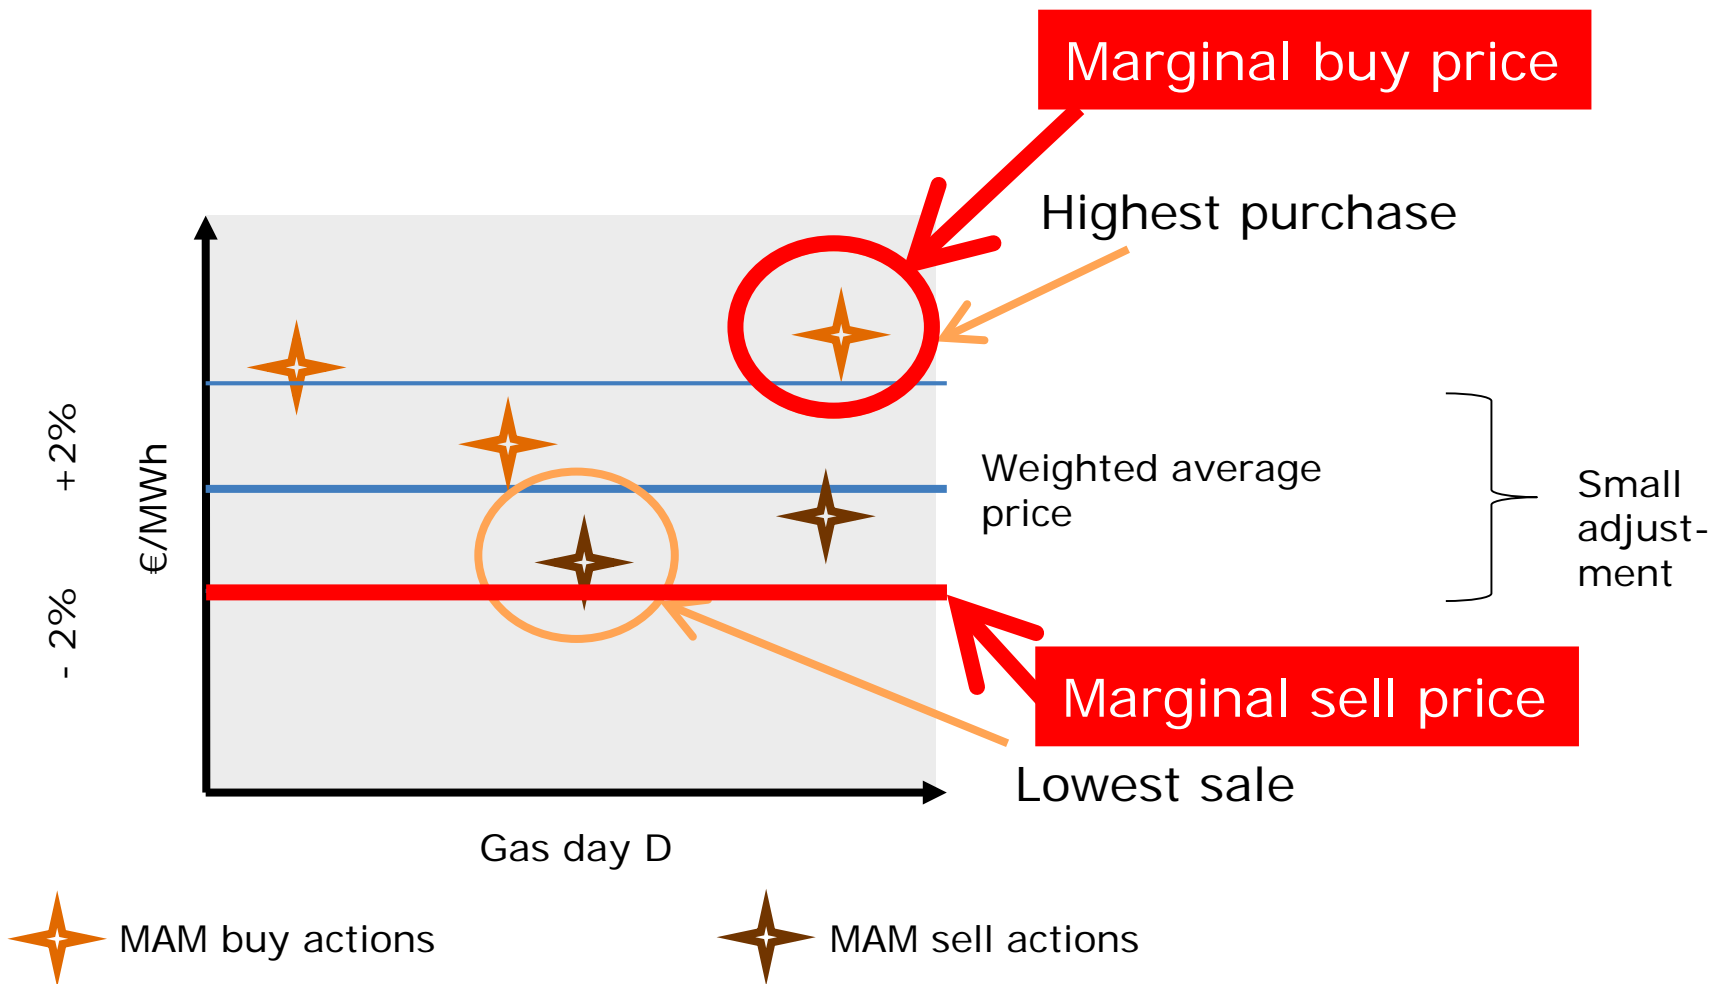 Marginal buy price
Highest purchase
+2%
€/MWh
- 2%
Weighted average
price
Small
adjust-
ment
Marginal sell price
Lowest sale
Gas day D
MAM buy actions
MAM sell actions